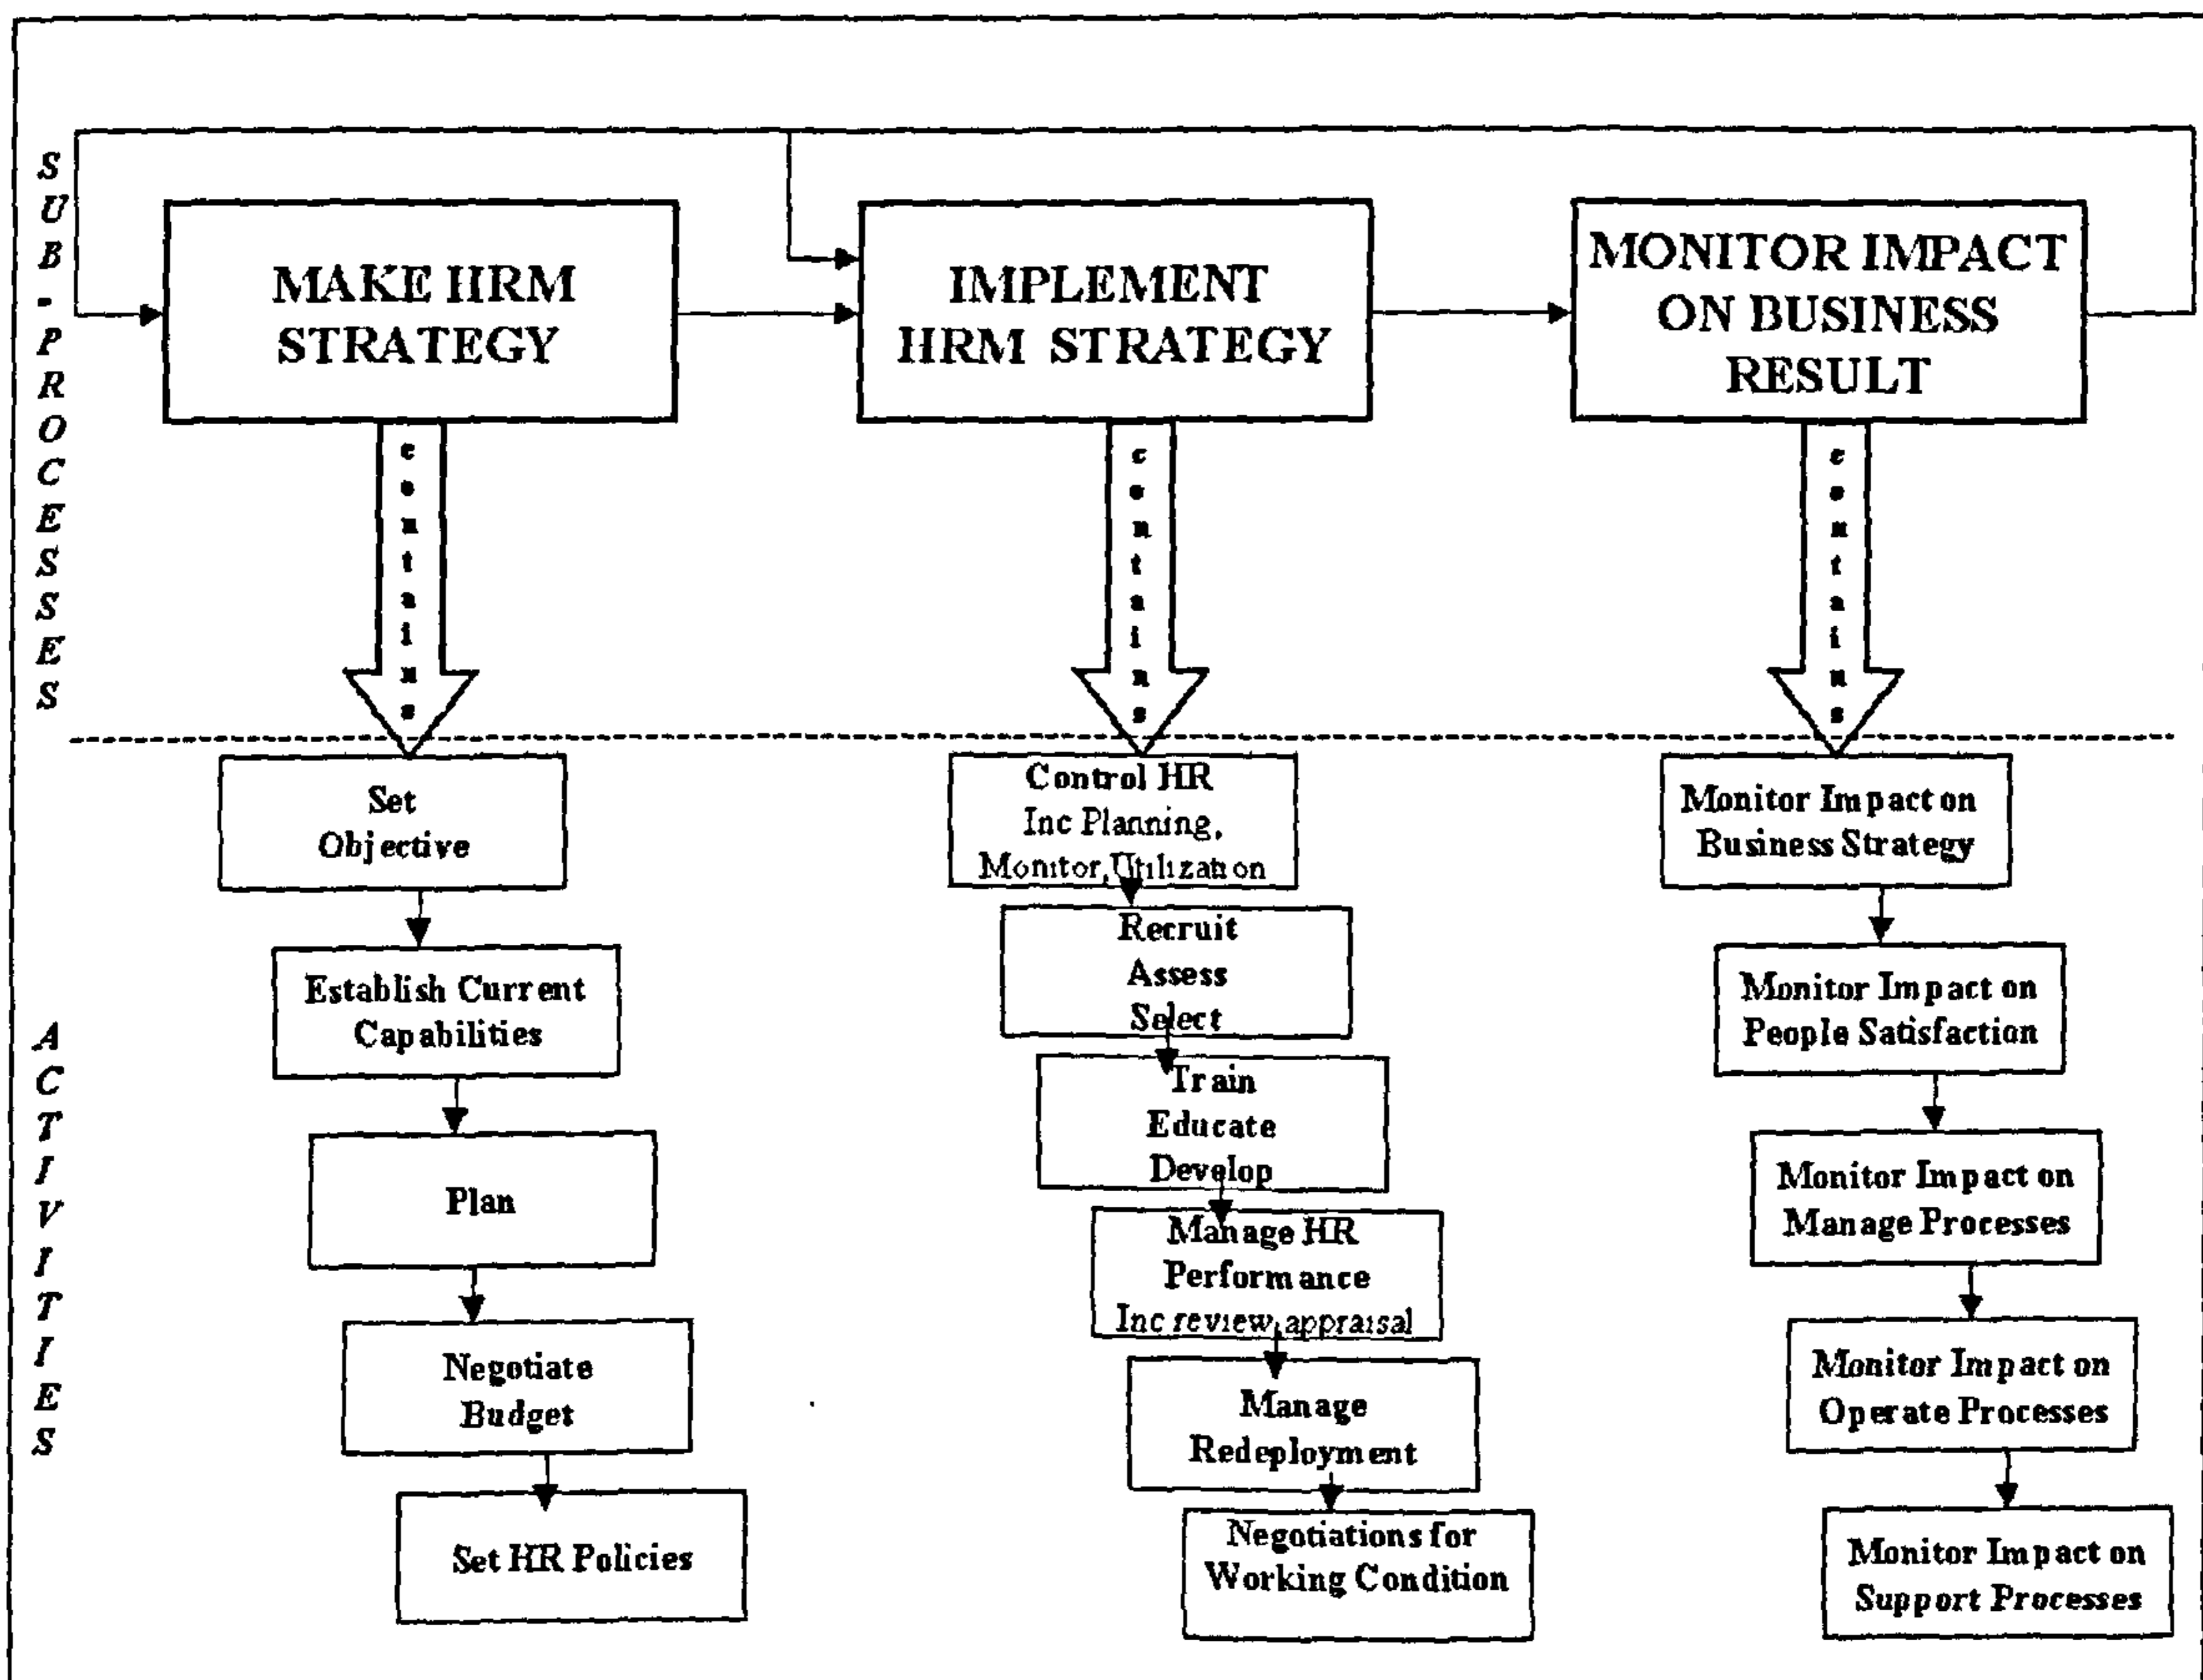 SUB-PROCESSES
MAKE HRM
STRATEGY
IMPLEMENT
HRM STRATEGY
MONITOR IMPACT
ON BUSINESS
RESULT
contains
contains
contains
ACTIVITIES
Set
Objective
Establish Current
Capabilities
Plan
Negotiate
Budget
Set HR Policies
Control HR
Inc Planning,
Monitor,Utilization
Recruit
Assess
Select
Train
Educate
Develop
Manage HR
Performance
Inc review,appraisal
Manage
Redeployment
Negotiations for
Working Condition
Monitor Impact on
Business Strategy
Monitor Impact on
People Satisfaction
Monitor Impact on
Manage Processes
Monitor Impact on
Operate Processes
Monitor Impact on
Support Processes